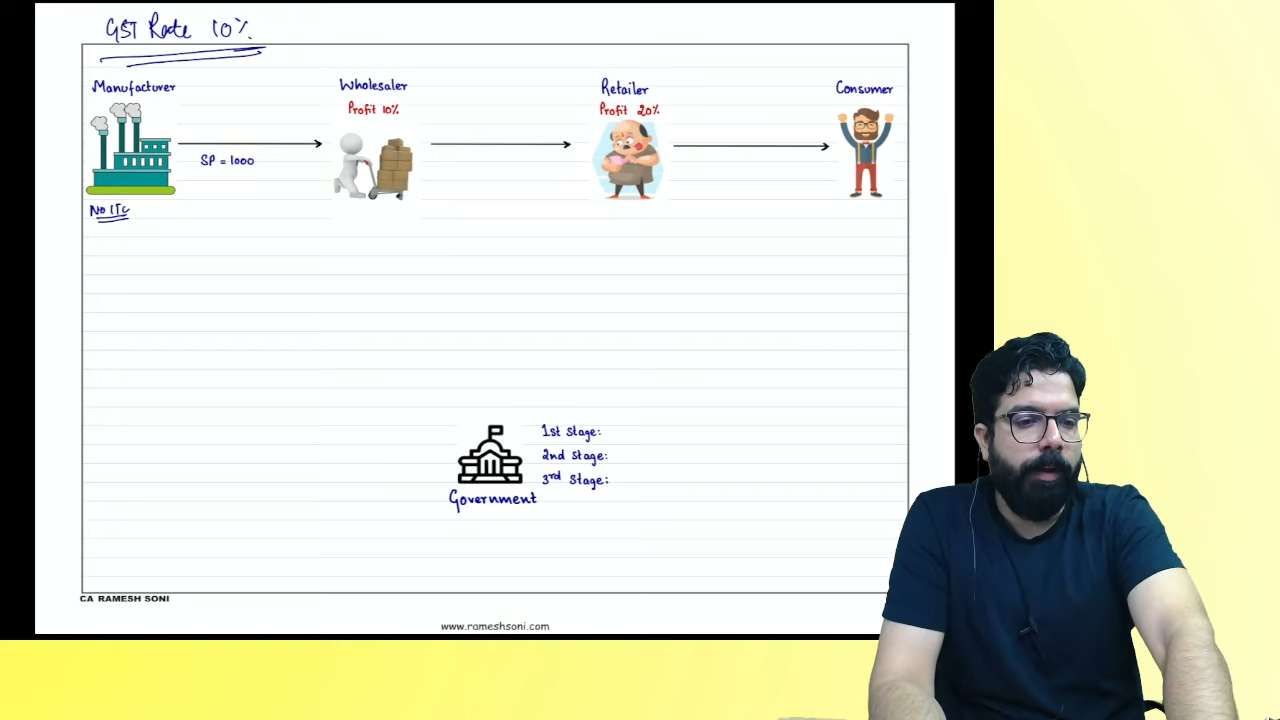 GST Rate 10%
Manufacturer
Wholesaler
Retailer
Consumer
Profit 10%
Profit 20%
SP = 1000
No ITC
1st Stage:
2nd Stage:
3rd Stage:
Government
CA RAMESH SONI
www.rameshsoni.com